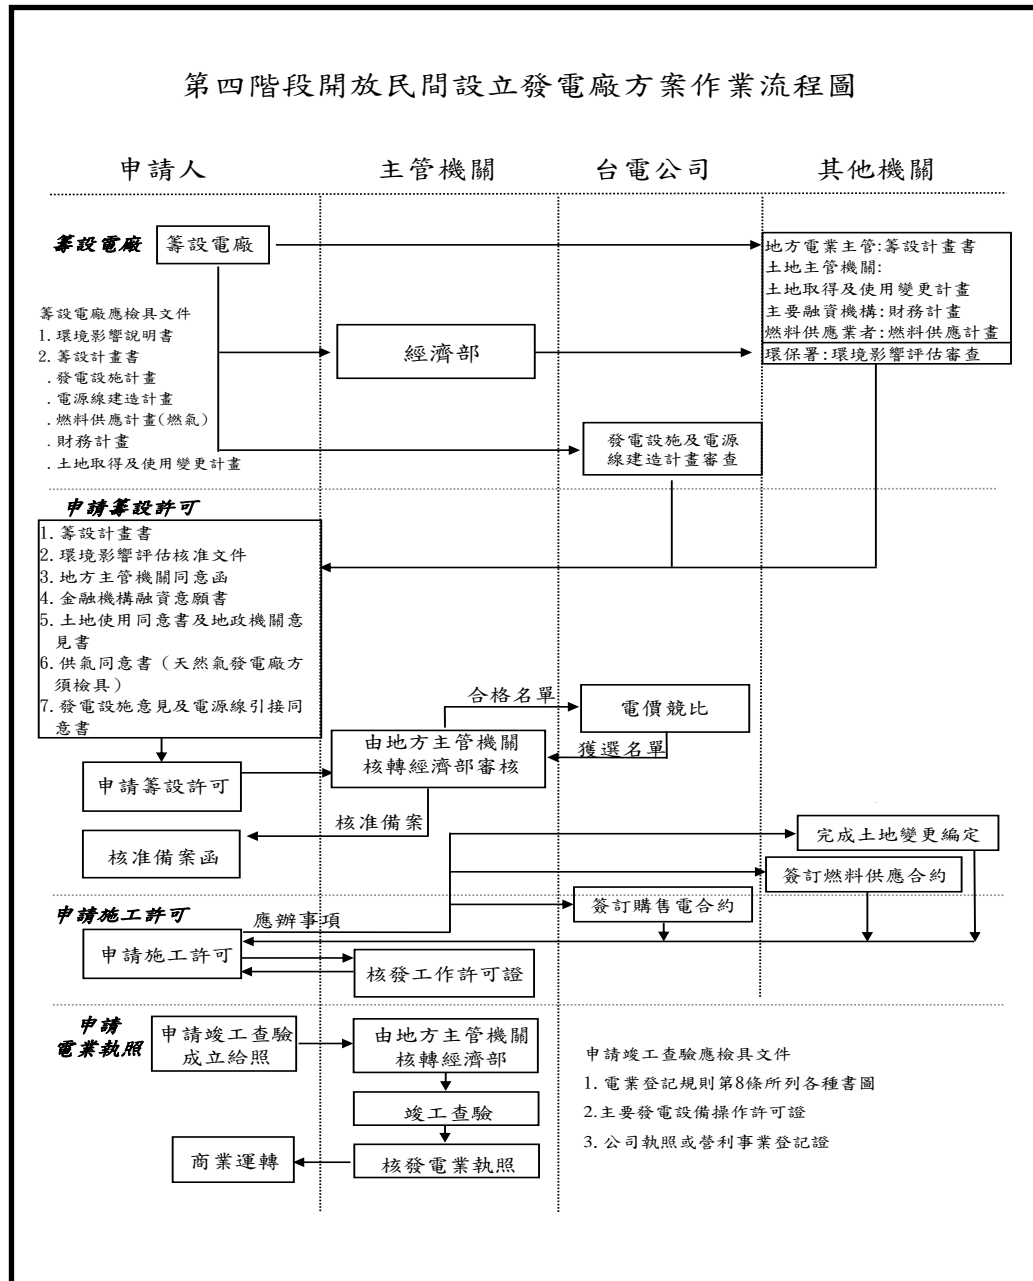 第四階段開放民間設立發電廠方案作業流程圖
申請人
主管機關
台電公司
其他機關
籌設電廠
籌設電廠
地方電業主管:籌設計畫書
土地主管機關:
土地取得及使用變更計畫
主要融資機構:財務計畫
燃料供應業者:燃料供應計畫
環保署:環境影響評估審查
籌設電廠應檢具文件
1. 環境影響說明書
2. 籌設計畫書
. 發電設施計畫
. 電源線建造計畫
. 燃料供應計畫(燃氣)
. 財務計畫
. 土地取得及使用變更計畫
經濟部
發電設施及電源
線建造計畫審查
申請籌設許可
1. 籌設計畫書
2. 環境影響評估核准文件
3. 地方主管機關同意函
4. 金融機構融資意願書
5. 土地使用同意書及地政機關意
見書
6. 供氣同意書（天然氣發電廠方
須檢具）
7. 發電設施意見及電源線引接同
意書
合格名單
電價競比
由地方主管機關
核轉經濟部審核
獲選名單
申請籌設許可
核准備案
核准備案函
完成土地變更編定
簽訂燃料供應合約
申請施工許可
應辦事項
簽訂購售電合約
申請施工許可
核發工作許可證
申請
電業執照
申請竣工查驗
成立給照
由地方主管機關
核轉經濟部
竣工查驗
核發電業執照
商業運轉
申請竣工查驗應檢具文件
1. 電業登記規則第8條所列各種書圖
2.主要發電設備操作許可證
3. 公司執照或營利事業登記證